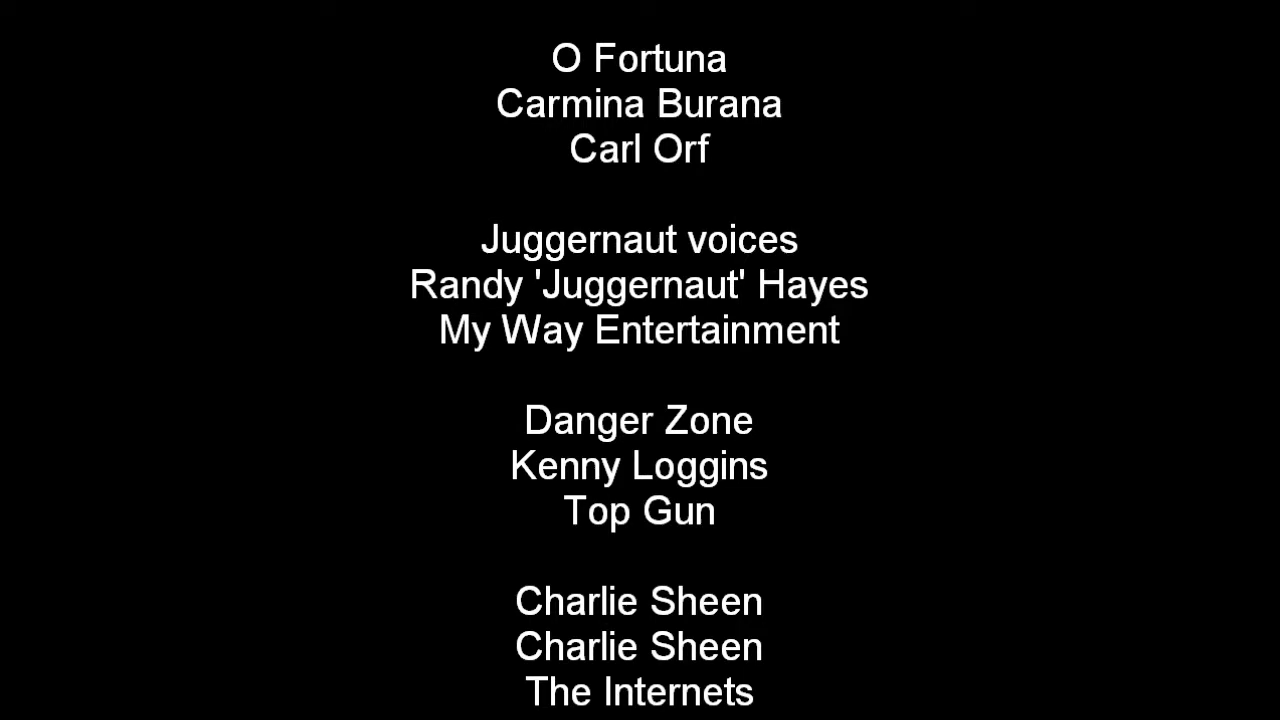 O Fortuna
Carmina Burana
Carl Orf
Juggernaut voices
Randy 'Juggernaut' Hayes
My Way Entertainment
Danger Zone
Kenny Loggins
Top Gun
Charlie Sheen
Charlie Sheen
The Internets